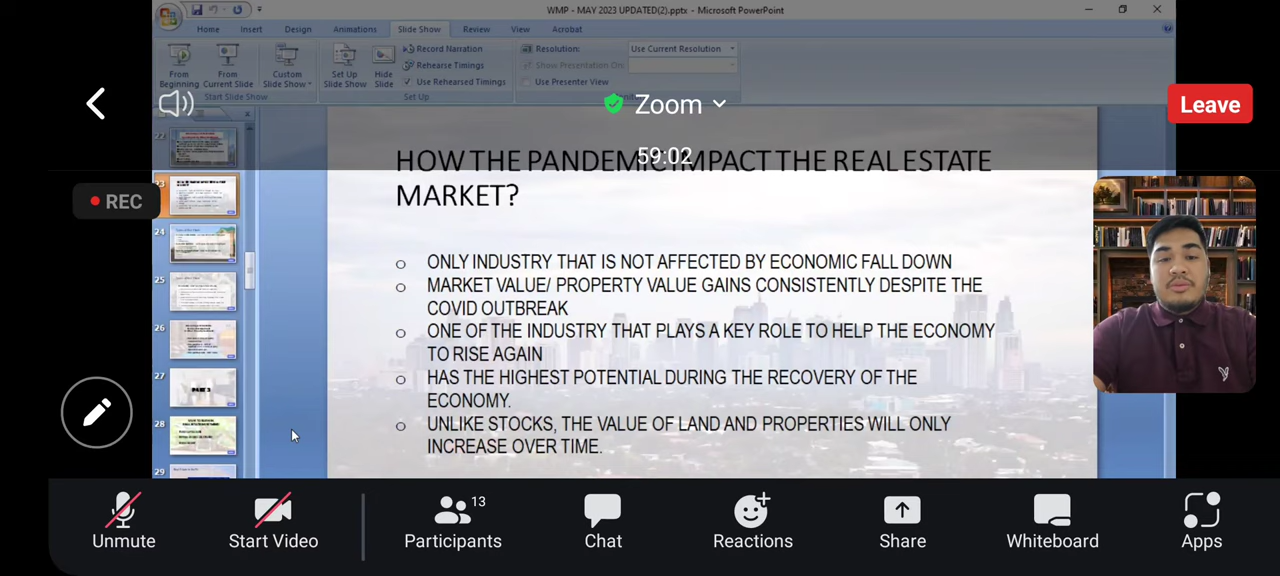 WMP - MAY 2023 UPDATED(2).pptx - Microsoft PowerPoint
Home Insert Design Animations Slide Show Review View Acrobat
From Beginning
From Current Slide
Custom Slide Show
Start Slide Show
Set Up Slide Show
Hide Slide
Record Narration
Rehearse Timings
Use Rehearsed Timings
Set Up
Resolution: Use Current Resolution
Show Presentation On:
Use Presenter View
Zoom
59:02
Leave
REC
22
23
24
25
26
27
PART 3
28
29
HOW THE PANDEMIC IMPACT THE REAL ESTATE
MARKET?
ONLY INDUSTRY THAT IS NOT AFFECTED BY ECONOMIC FALL DOWN
MARKET VALUE/ PROPERTY VALUE GAINS CONSISTENTLY DESPITE THE
COVID OUTBREAK
ONE OF THE INDUSTRY THAT PLAYS A KEY ROLE TO HELP THE ECONOMY
TO RISE AGAIN
HAS THE HIGHEST POTENTIAL DURING THE RECOVERY OF THE
ECONOMY.
UNLIKE STOCKS, THE VALUE OF LAND AND PROPERTIES WILL ONLY
INCREASE OVER TIME.
13
Unmute Start Video Participants Chat Reactions Share Whiteboard Apps